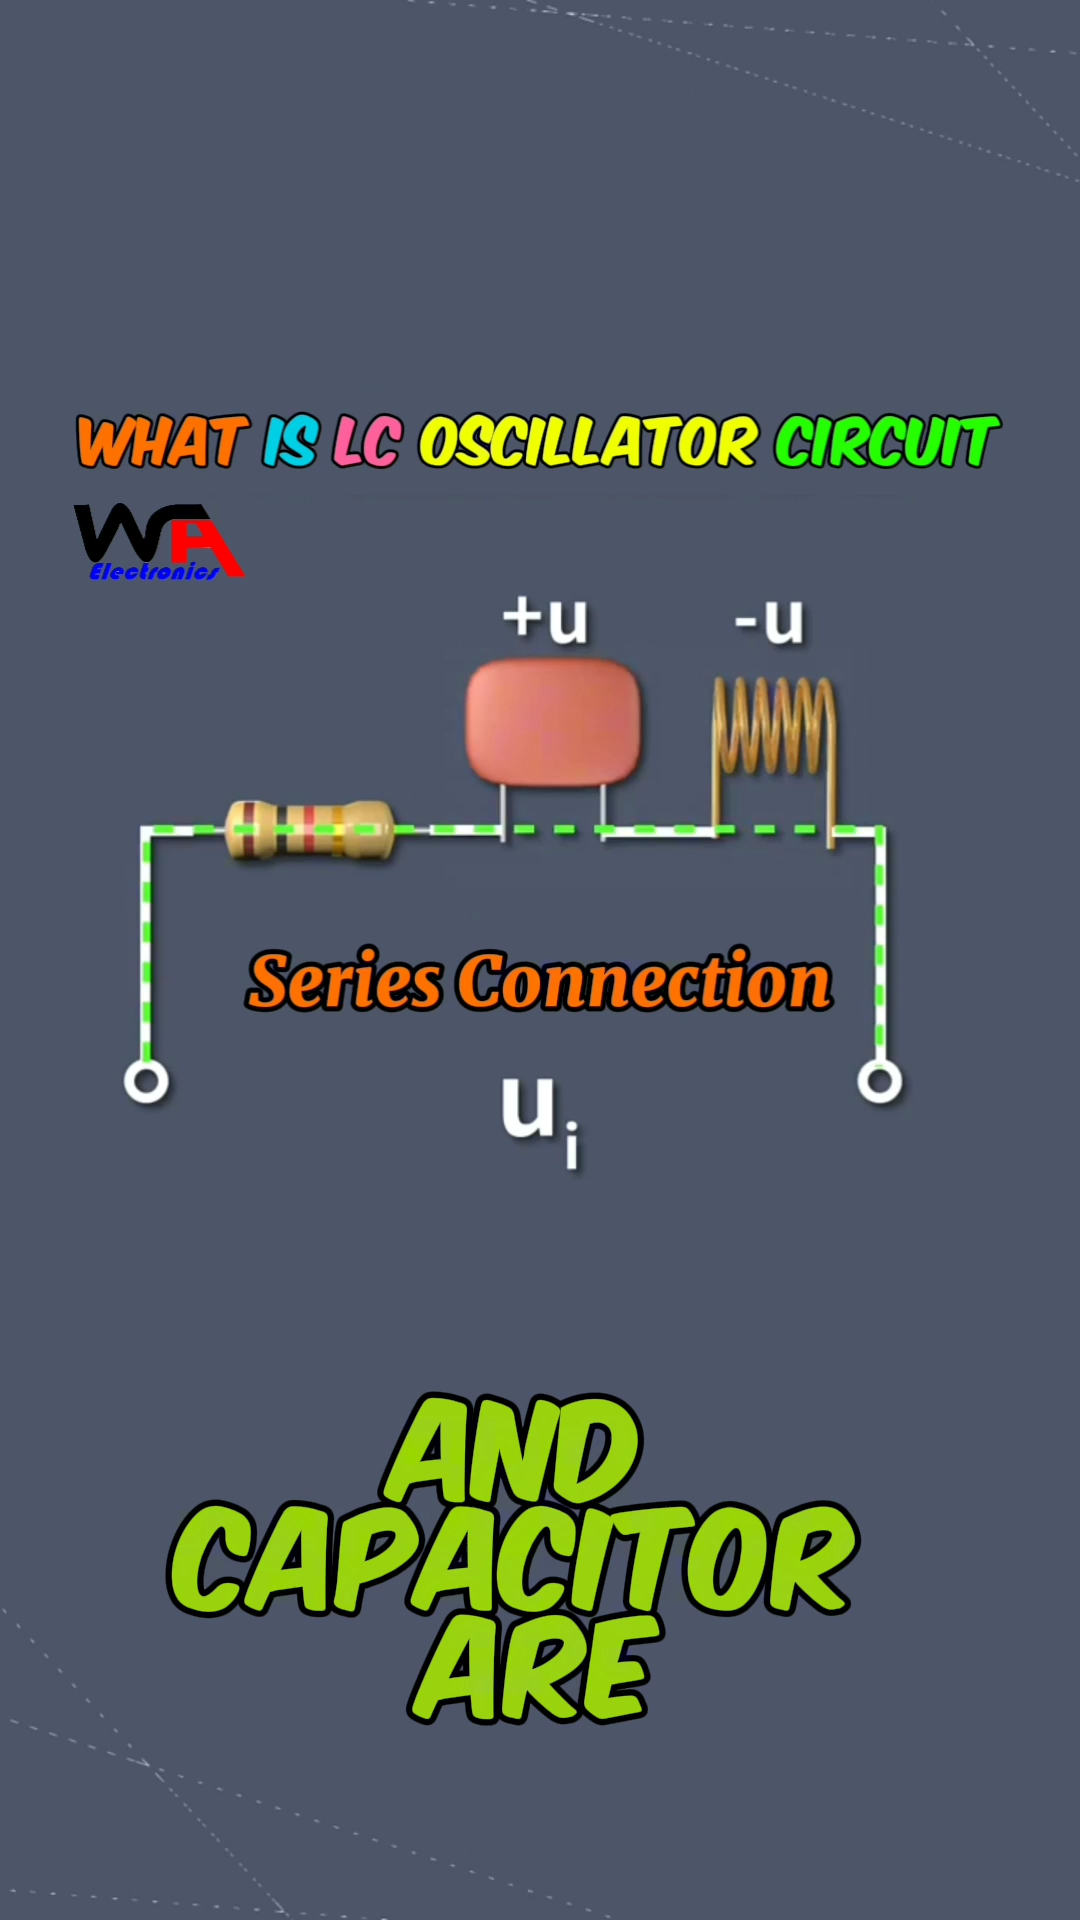 WHAT IS LC OSCILLATOR CIRCUIT
WA
Electronics
+u -u
Series Connection
ui
AND
CAPACITOR
ARE